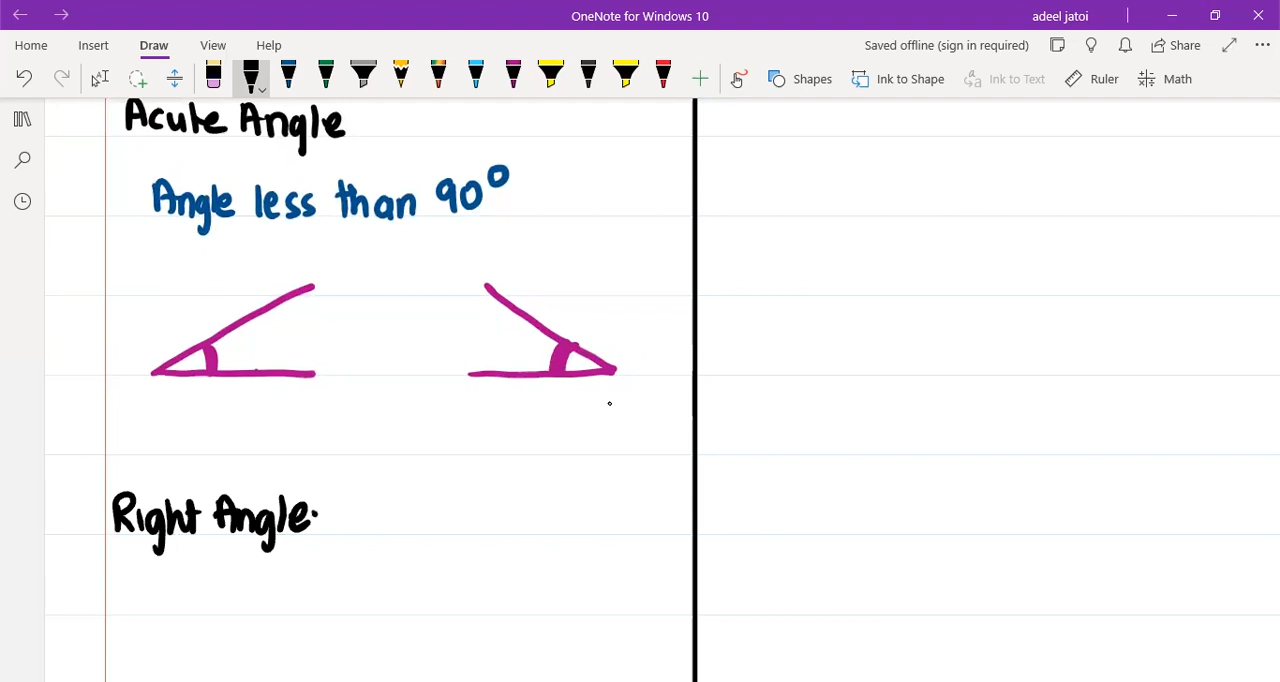 OneNote for Windows 10
adeel jatoi
Home Insert Draw View Help
Saved offline (sign in required)
Share
Shapes
Ink to Shape
Ink to Text
Ruler
Math
Acute Angle
Angle less than 90°
Right Angle.